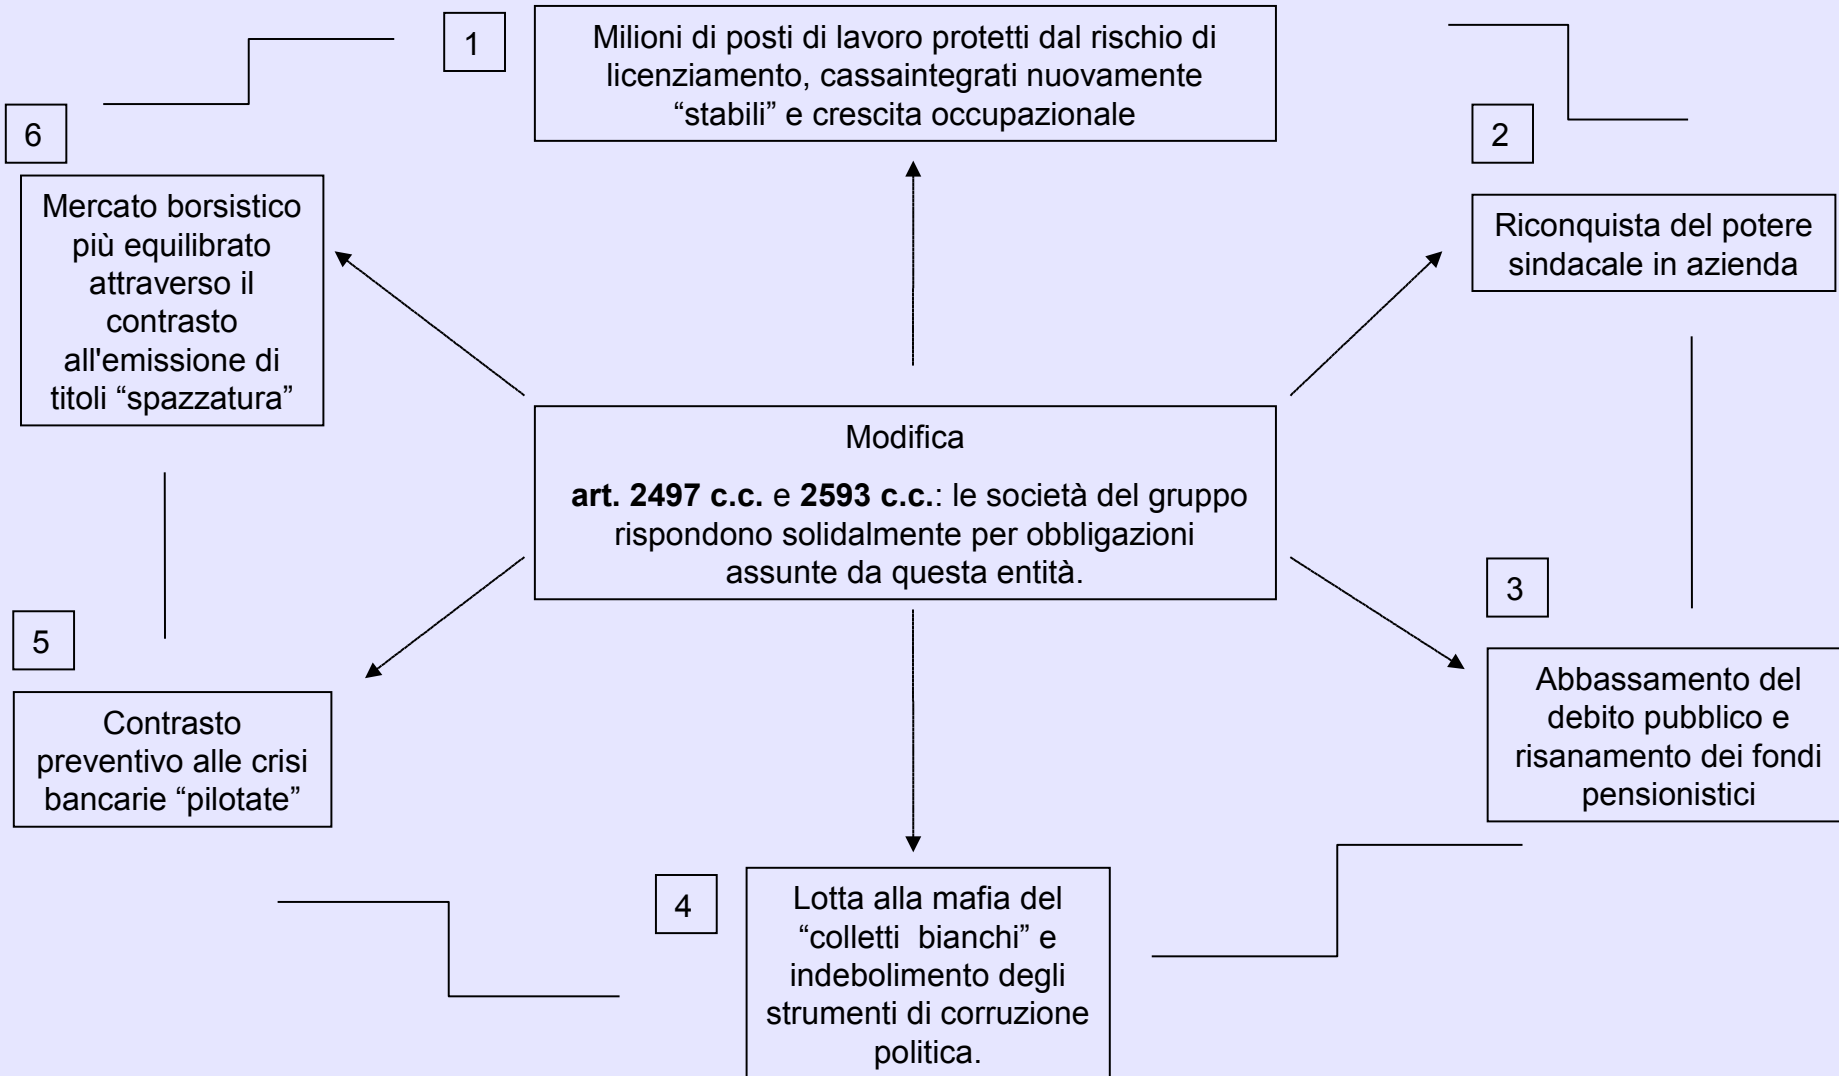 1
Milioni di posti di lavoro protetti dal rischio di
licenziamento, cassaintegrati nuovamente
“stabili” e crescita occupazionale
2
Riconquista del potere
sindacale in azienda
3
Abbassamento del
debito pubblico e
risanamento dei fondi
pensionistici
4
Lotta alla mafia del
“colletti bianchi” e
indebolimento degli
strumenti di corruzione
politica.
5
Contrasto
preventivo alle crisi
bancarie “pilotate”
6
Mercato borsistico
più equilibrato
attraverso il
contrasto
all'emissione di
titoli “spazzatura”
Modifica
art. 2497 c.c. e 2593 c.c.: le società del gruppo
rispondono solidalmente per obbligazioni
assunte da questa entità.